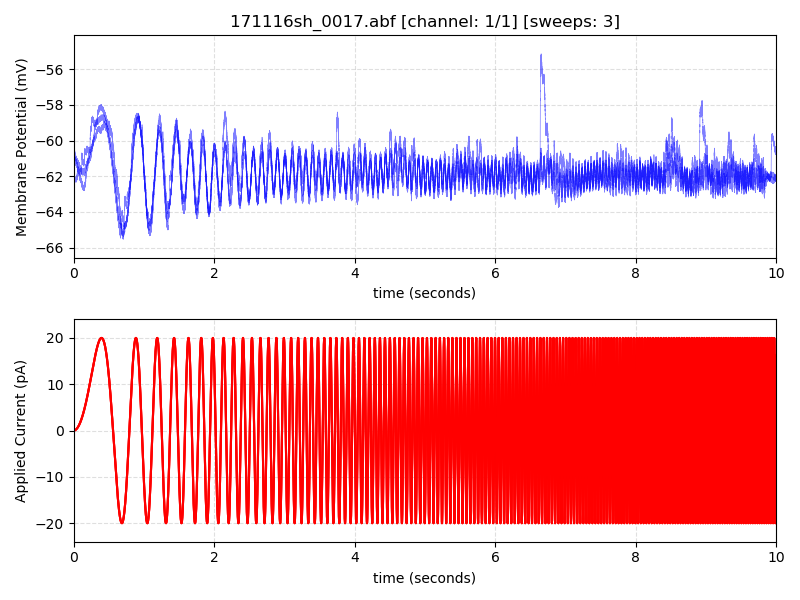 171116sh_0017.abf [channel: 1/1] [sweeps: 3]
Membrane Potential (mV)
−56
−58
−60
−62
−64
−66
0 2 4 6 8 10
time (seconds)
Applied Current (pA)
20
10
0
−10
−20
0 2 4 6 8 10
time (seconds)